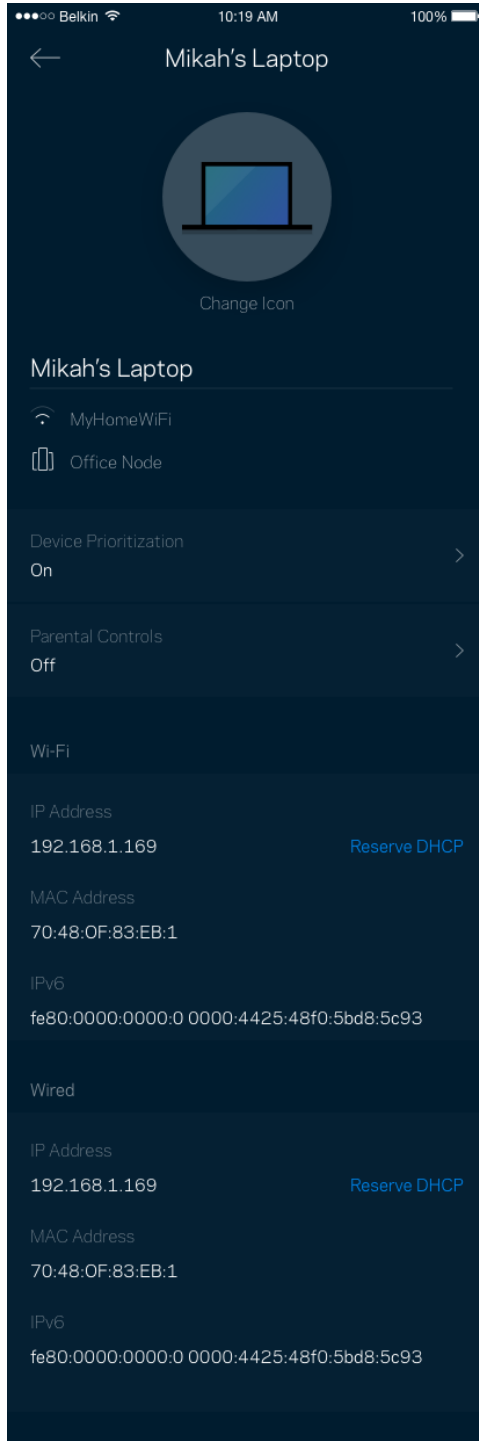 ●●●○○ Belkin 10:19 AM 100%
Mikah's Laptop
Change Icon
Mikah's Laptop
MyHomeWiFi
Office Node
Device Prioritization
On
Parental Controls
Off
Wi-Fi
IP Address
192.168.1.169 Reserve DHCP
MAC Address
70:48:0F:83:EB:1
IPv6
fe80:0000:0000:0 0000:4425:48f0:5bd8:5c93
Wired
IP Address
192.168.1.169 Reserve DHCP
MAC Address
70:48:0F:83:EB:1
IPv6
fe80:0000:0000:0 0000:4425:48f0:5bd8:5c93